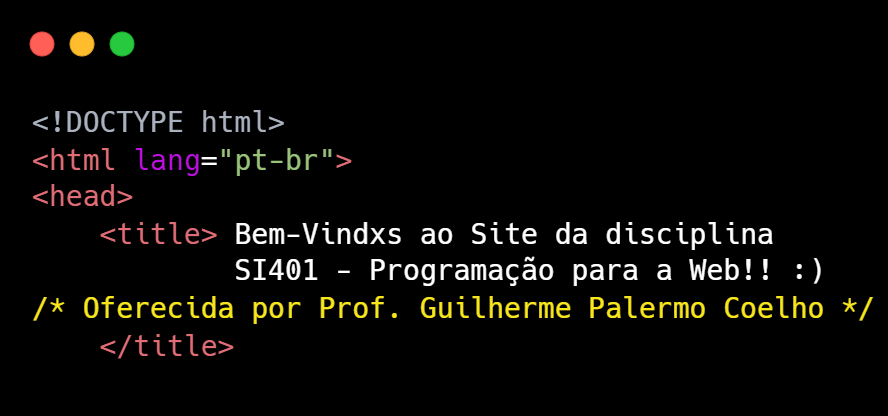 <!DOCTYPE html>
<html lang="pt-br">
<head>
<title> Bem-Vindxs ao Site da disciplina
SI401 - Programação para a Web!! :)
/* Oferecida por Prof. Guilherme Palermo Coelho */
</title>